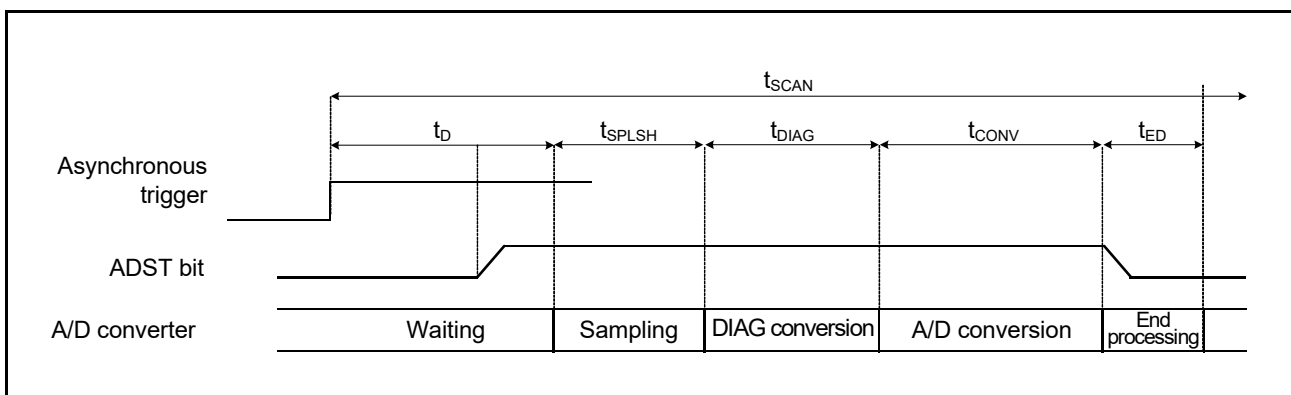 tSCAN
tD tSPLSH tDIAG tCONV tED
Asynchronous
trigger
ADST bit
A/D converter Waiting Sampling DIAG conversion A/D conversion End
processing